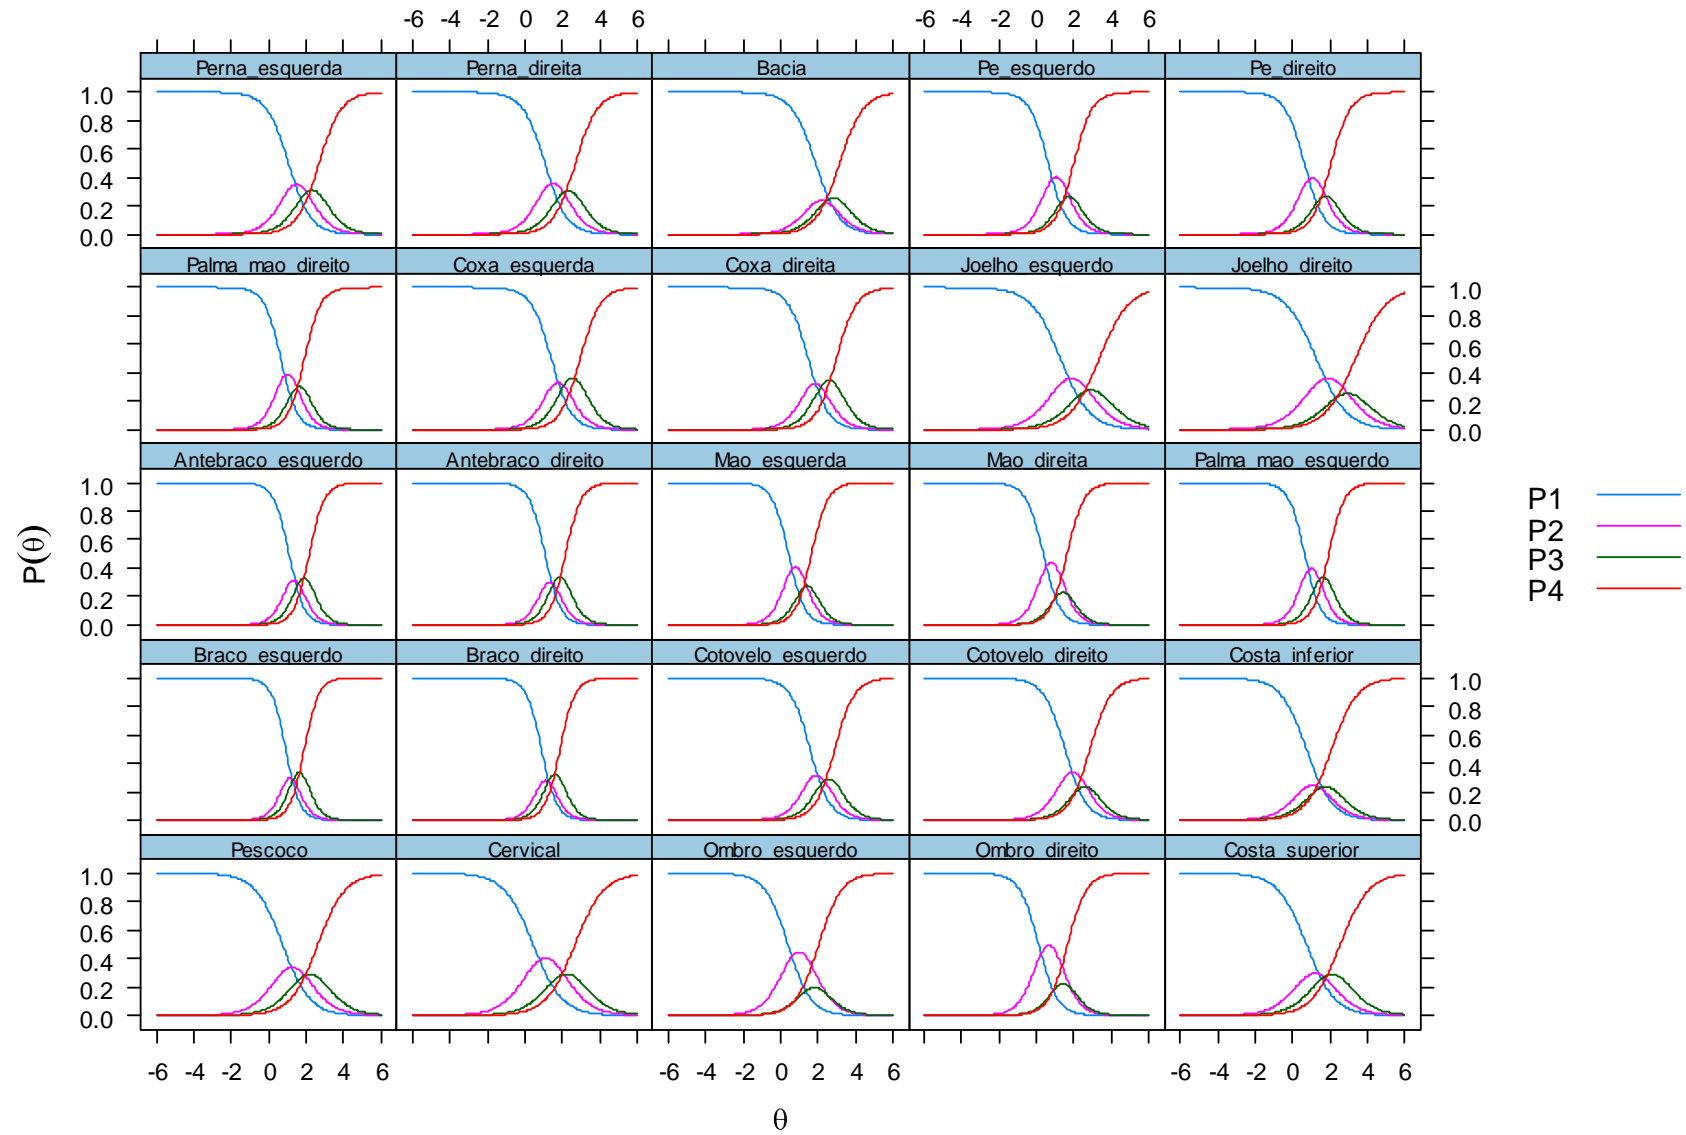 -6 -4 -2 0 2 4 6 -6 -4 -2 0 2 4 6
Perna_esquerda Perna_direita Bacia Pe_esquerdo Pe_direito
1.0
0.8
0.6
0.4
0.2
0.0
Palma_mao_direito Coxa_esquerda Coxa_direita Joelho_esquerdo Joelho_direito
1.0
0.8
0.6
0.4
0.2
0.0
Antebraco_esquerdo Antebraco_direito Mao_esquerda Mao_direita Palma_mao_esquerdo
1.0
0.8
0.6
0.4
0.2
0.0
P(θ)
P1
P2
P3
P4
Braco_esquerdo Braco_direito Cotovelo_esquerdo Cotovelo_direito Costa_inferior
1.0
0.8
0.6
0.4
0.2
0.0
Pescoco Cervical Ombro_esquerdo Ombro_direito Costa_superior
1.0
0.8
0.6
0.4
0.2
0.0
-6 -4 -2 0 2 4 6 -6 -4 -2 0 2 4 6 -6 -4 -2 0 2 4 6
θ